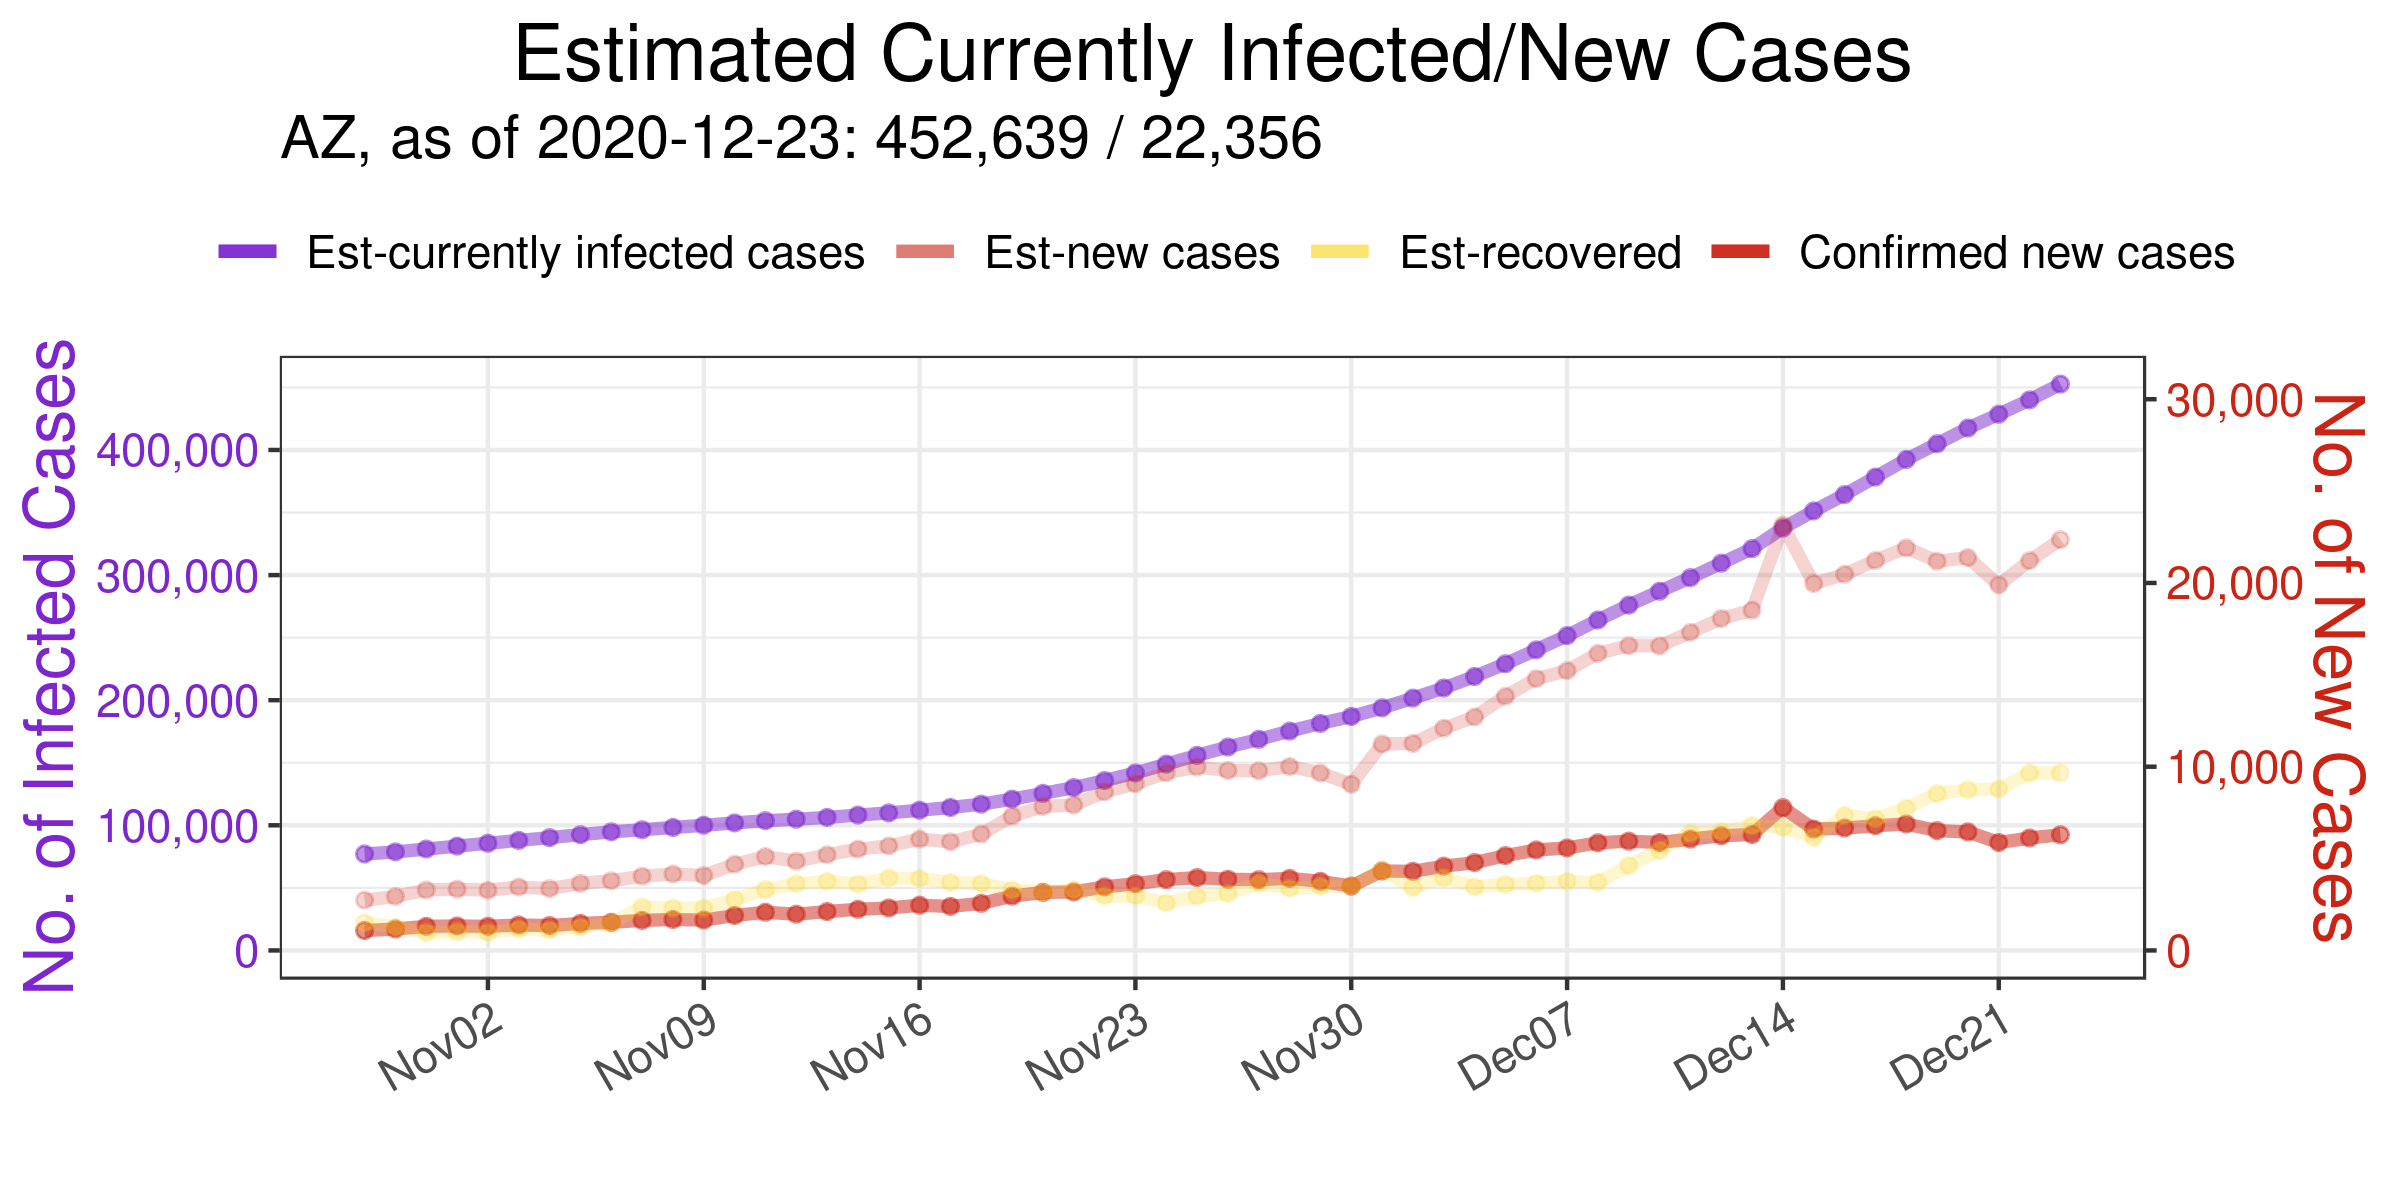 Estimated Currently Infected/New Cases
AZ, as of 2020-12-23: 452,639 / 22,356
Est-currently infected cases Est-new cases Est-recovered Confirmed new cases
No. of Infected Cases
400,000
300,000
200,000
100,000
0
30,000
20,000
10,000
0
No. of New Cases
Nov02 Nov09 Nov16 Nov23 Nov30 Dec07 Dec14 Dec21